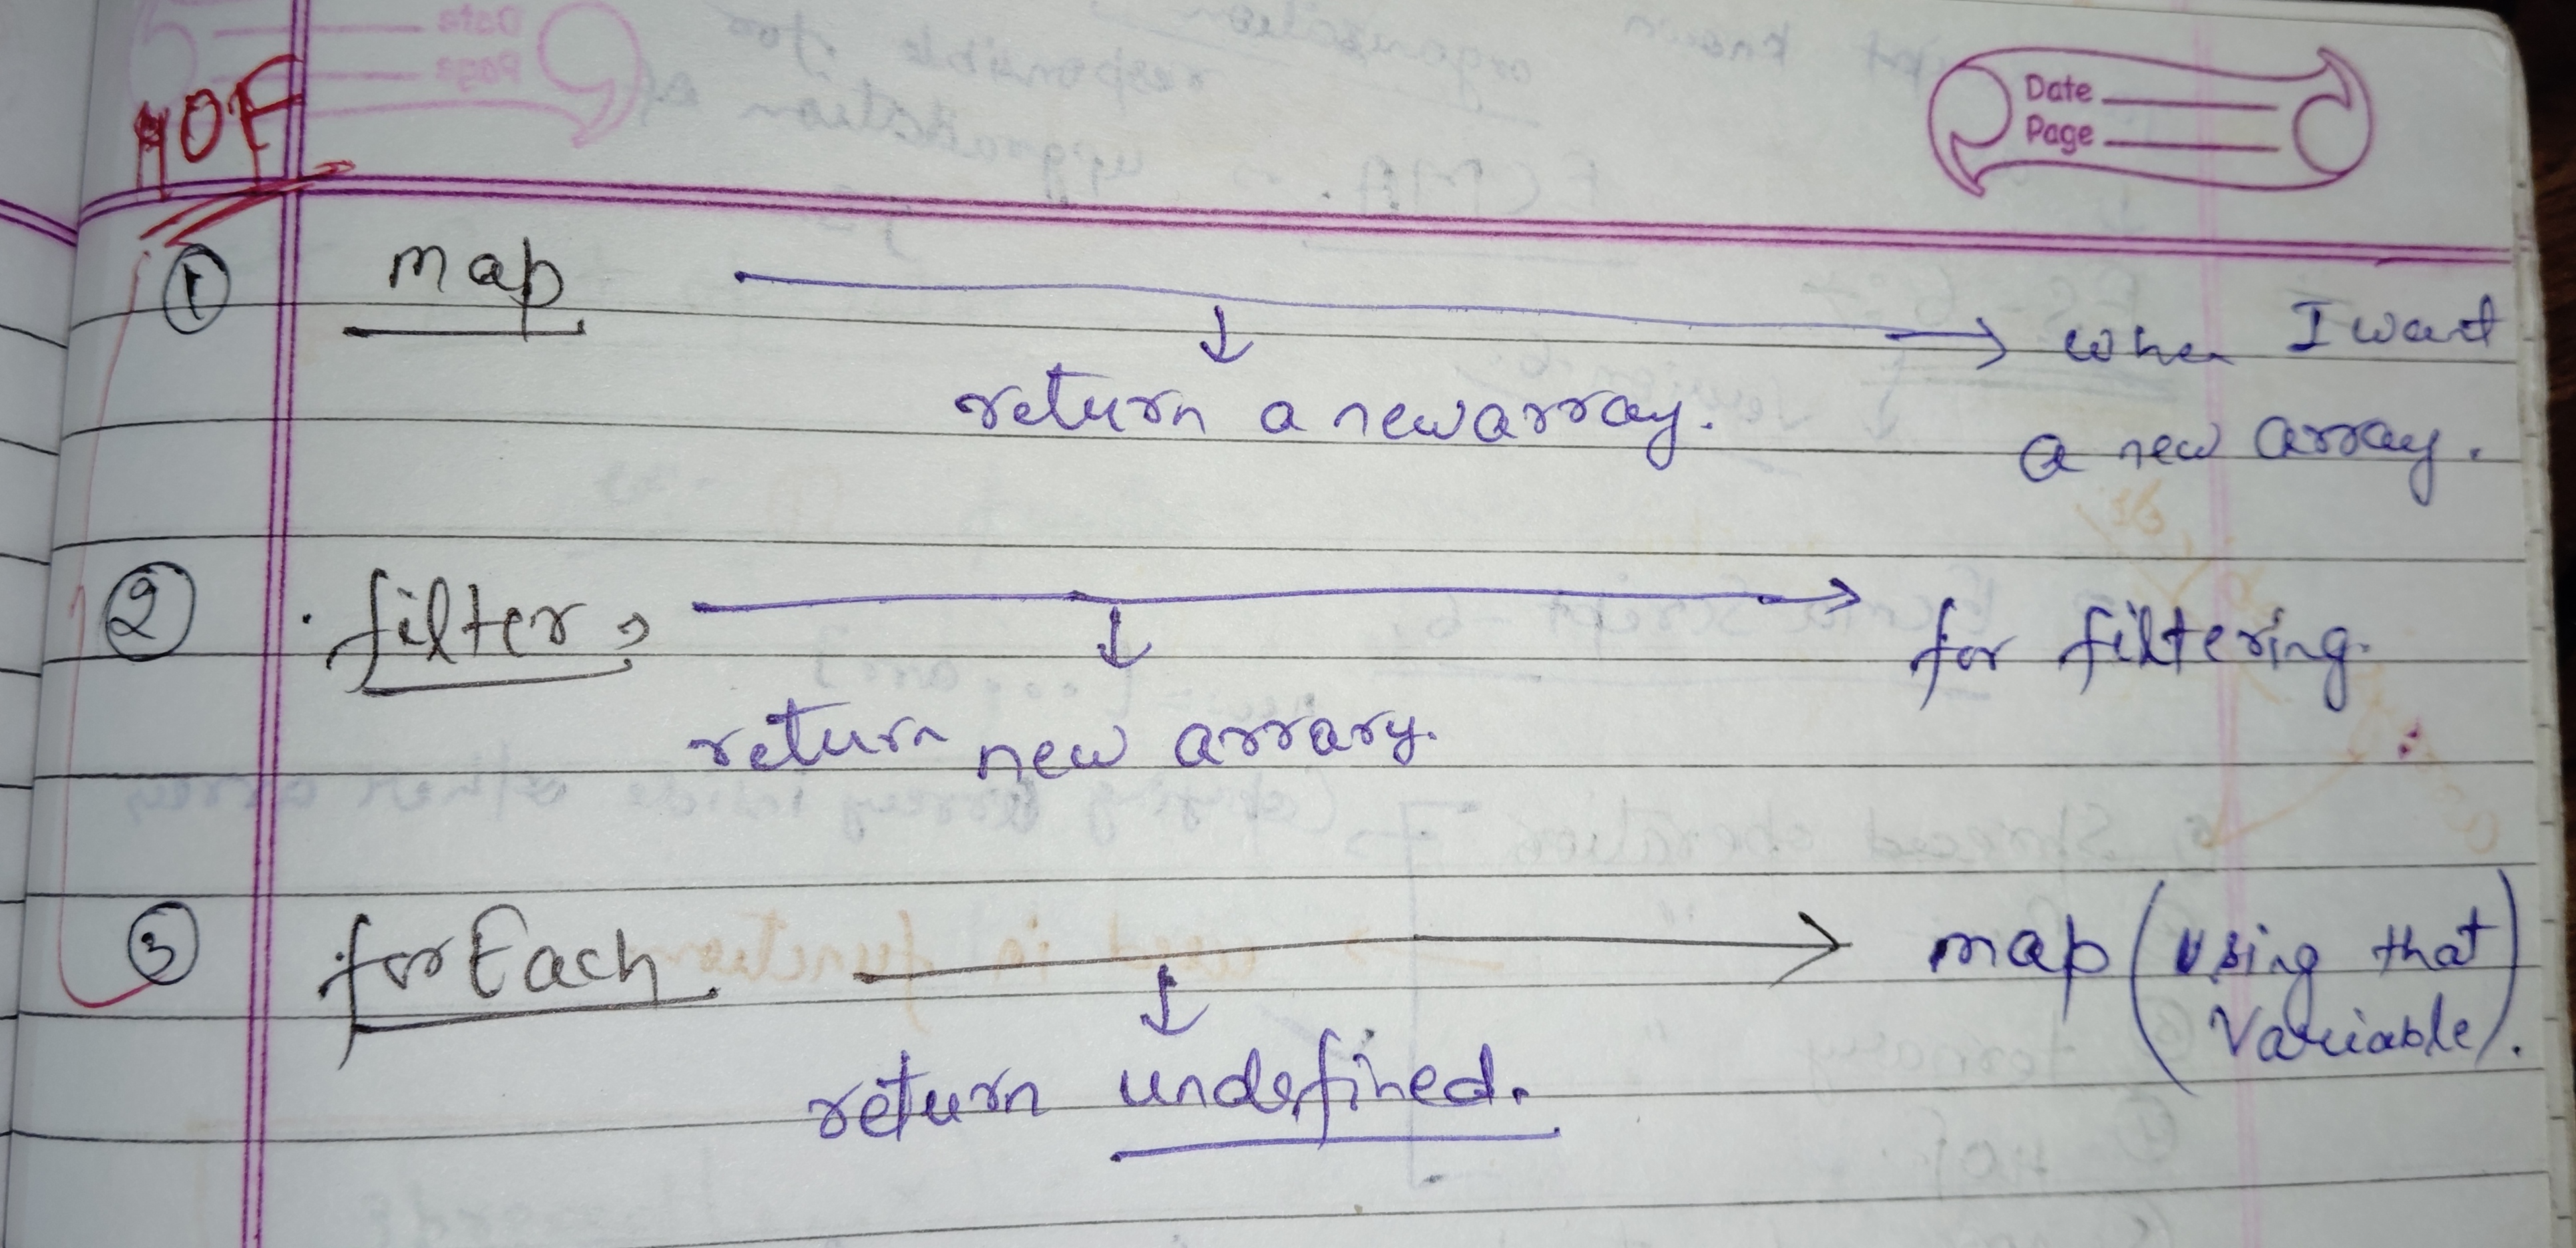 HOF
Date
Page
① map → when I want
↓
return a new array. a new array.
② . filter, → for filtering.
↓
return new arrary.
③ forEach. → map (using that
↓ Variable).
return undefined.